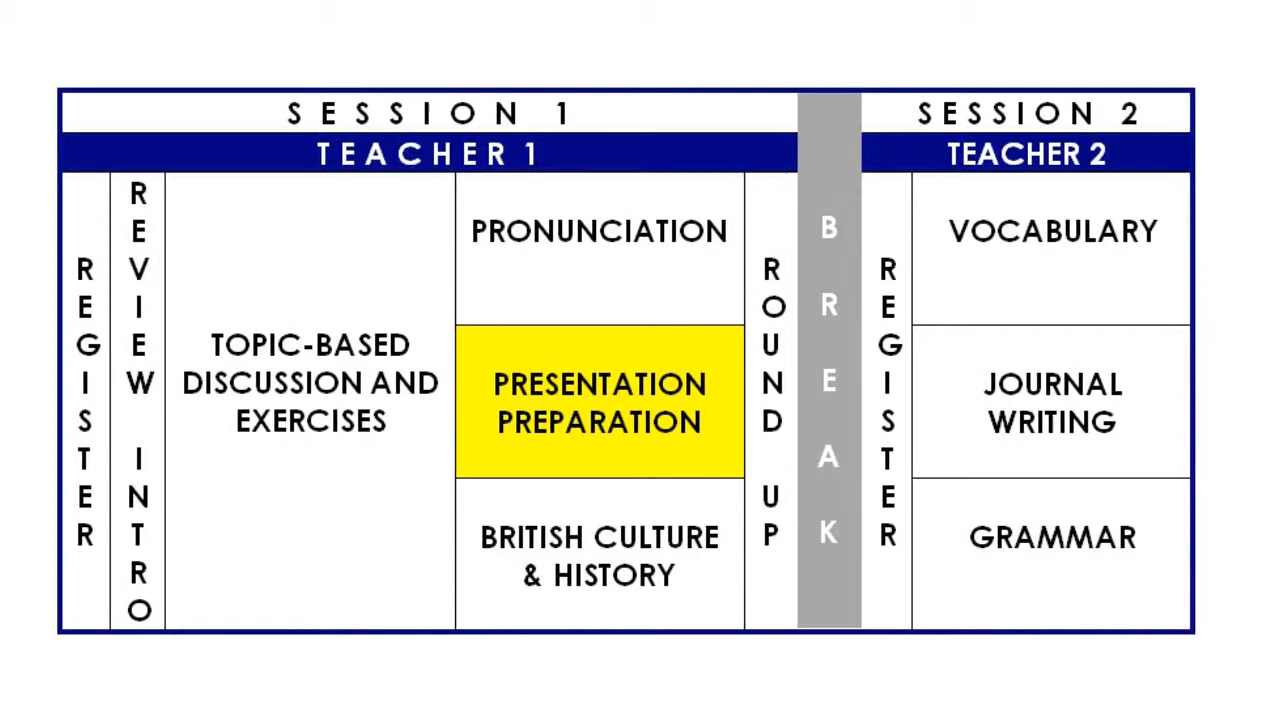 SESSION 1
SESSION 2
TEACHER 1
TEACHER 2
REGISTER
REVIEW INTRO
TOPIC-BASED
DISCUSSION AND
EXERCISES
PRONUNCIATION
PRESENTATION
PREPARATION
BRITISH CULTURE
& HISTORY
ROUND UP
BREAK
REGISTER
VOCABULARY
JOURNAL
WRITING
GRAMMAR